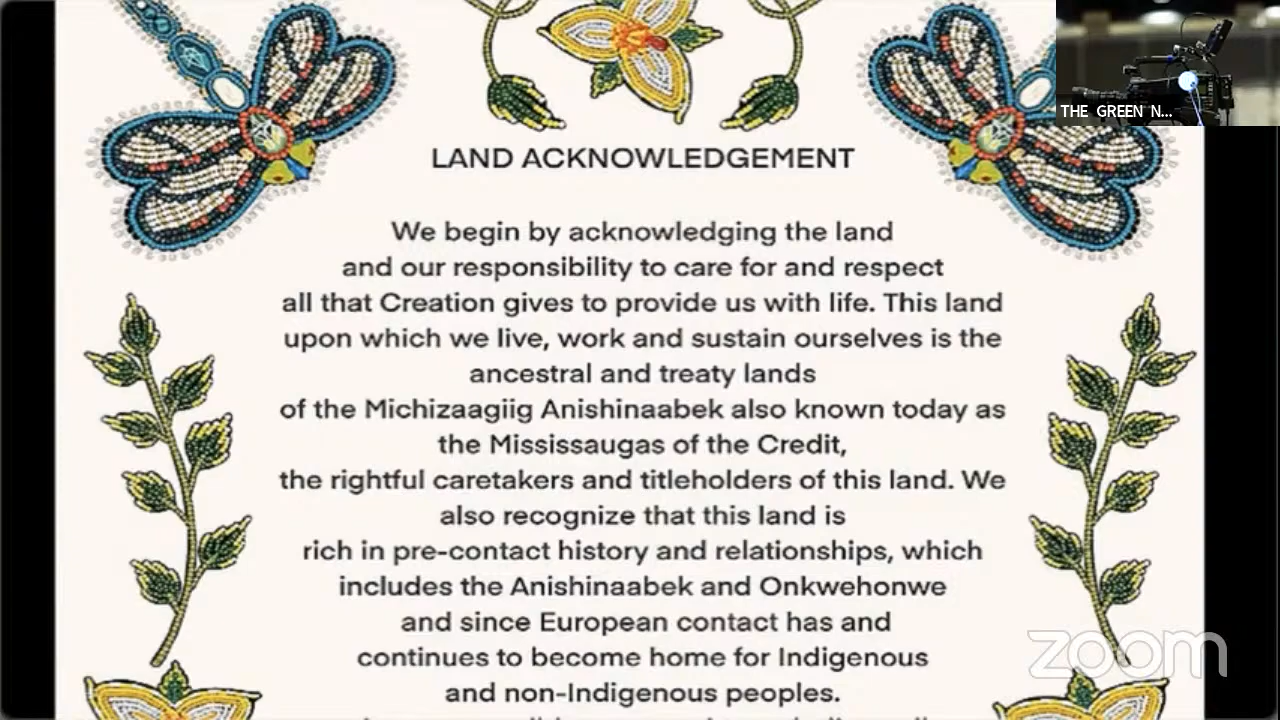 THE GREEN N...
LAND ACKNOWLEDGEMENT
We begin by acknowledging the land
and our responsibility to care for and respect
all that Creation gives to provide us with life. This land
upon which we live, work and sustain ourselves is the
ancestral and treaty lands
of the Michizaagiig Anishinaabek also known today as
the Mississaugas of the Credit,
the rightful caretakers and titleholders of this land. We
also recognize that this land is
rich in pre-contact history and relationships, which
includes the Anishinaabek and Onkwehonwe
and since European contact has and
continues to become home for Indigenous
and non-Indigenous peoples.
zoom